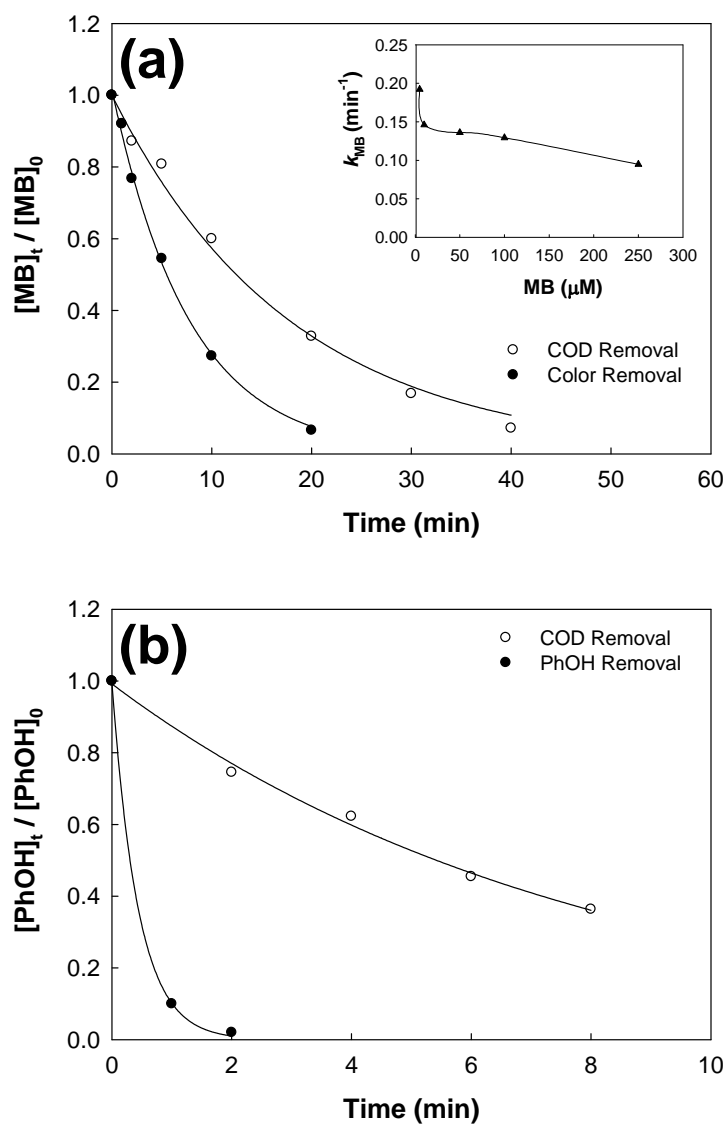 (a)
1.2
1.0
0.8
0.6
0.4
0.2
0.0
[MB]t / [MB]0
0 10 20 30 40 50 60
Time (min)
0.25
0.20
0.15
0.10
0.05
0.00
kMB (min-1)
0 50 100 150 200 250 300
MB (μM)
COD Removal
Color Removal
(b)
1.2
1.0
0.8
0.6
0.4
0.2
0.0
[PhOH]t / [PhOH]0
COD Removal
PhOH Removal
0 2 4 6 8 10
Time (min)